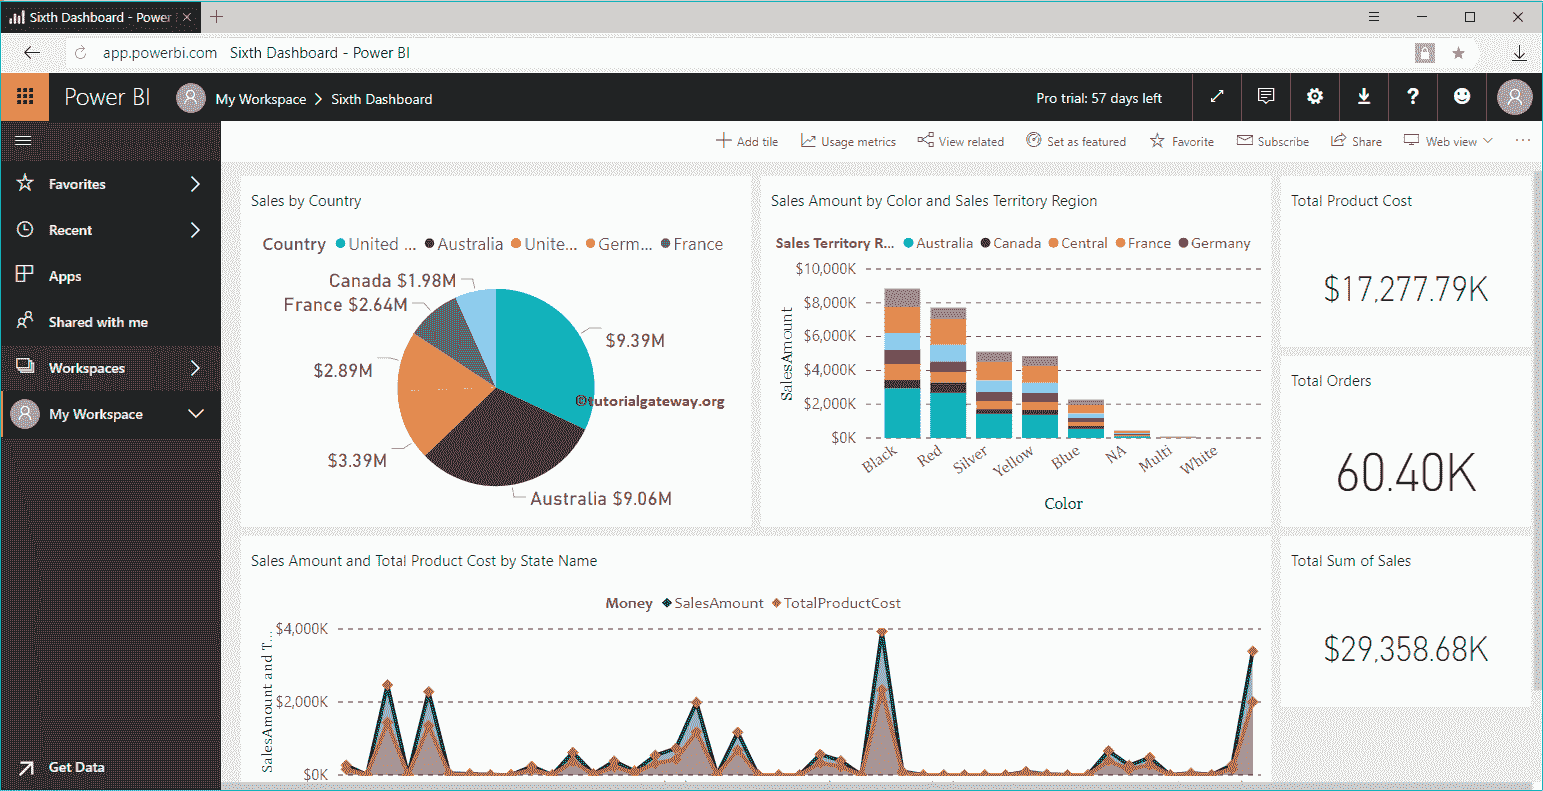 Sixth Dashboard - Power
app.powerbi.com Sixth Dashboard - Power BI
Power BI My Workspace > Sixth Dashboard Pro trial: 57 days left ?
Add tile Usage metrics View related Set as featured Favorite Subscribe Share Web view ...
Favorites
Recent
Apps
Shared with me
Workspaces
My Workspace
Get Data
Sales by Country
Country United ... Australia Unite... Germ... France
Canada $1.98M
France $2.64M
$9.39M
$2.89M
©tutorialgateway.org
$3.39M
Australia $9.06M
Sales Amount by Color and Sales Territory Region
Sales Territory R... Australia Canada Central France Germany
SalesAmount
$10,000K
$8,000K
$6,000K
$4,000K
$2,000K
$0K
Black Red Silver Yellow Blue NA Multi White
Color
Total Product Cost
$17,277.79K
Total Orders
60.40K
Sales Amount and Total Product Cost by State Name
Money SalesAmount TotalProductCost
SalesAmount and T...
$4,000K
$2,000K
$0K
Total Sum of Sales
$29,358.68K